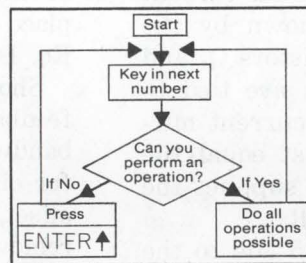 Start
Key in next
number
Can you
perform
operation?
If No
If Yes
Press
ENTER↑
Do all
operations
possible